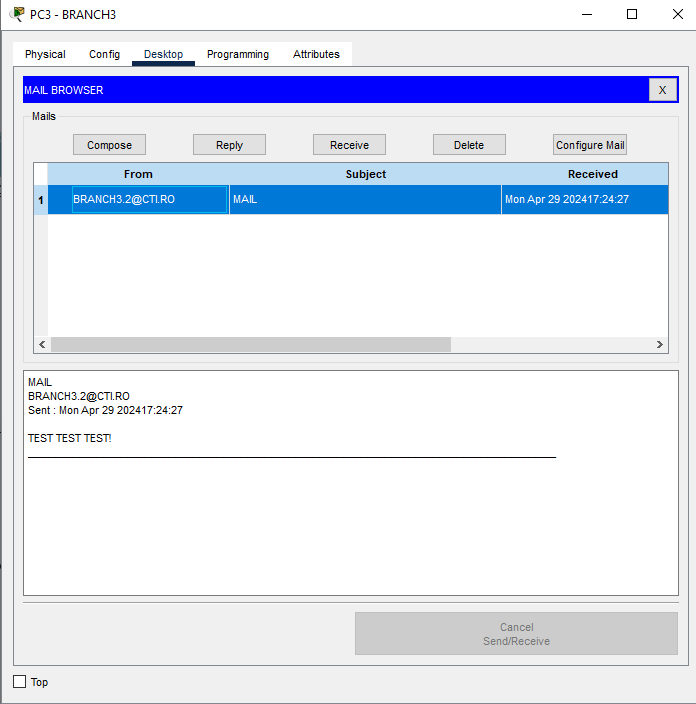 PC3 - BRANCH3
Physical Config Desktop Programming Attributes
MAIL BROWSER X
Mails
Compose Reply Receive Delete Configure Mail
From Subject Received
1 BRANCH3.2@CTI.RO MAIL Mon Apr 29 202417:24:27
MAIL
BRANCH3.2@CTI.RO
Sent : Mon Apr 29 202417:24:27
TEST TEST TEST!
Cancel
Send/Receive
Top